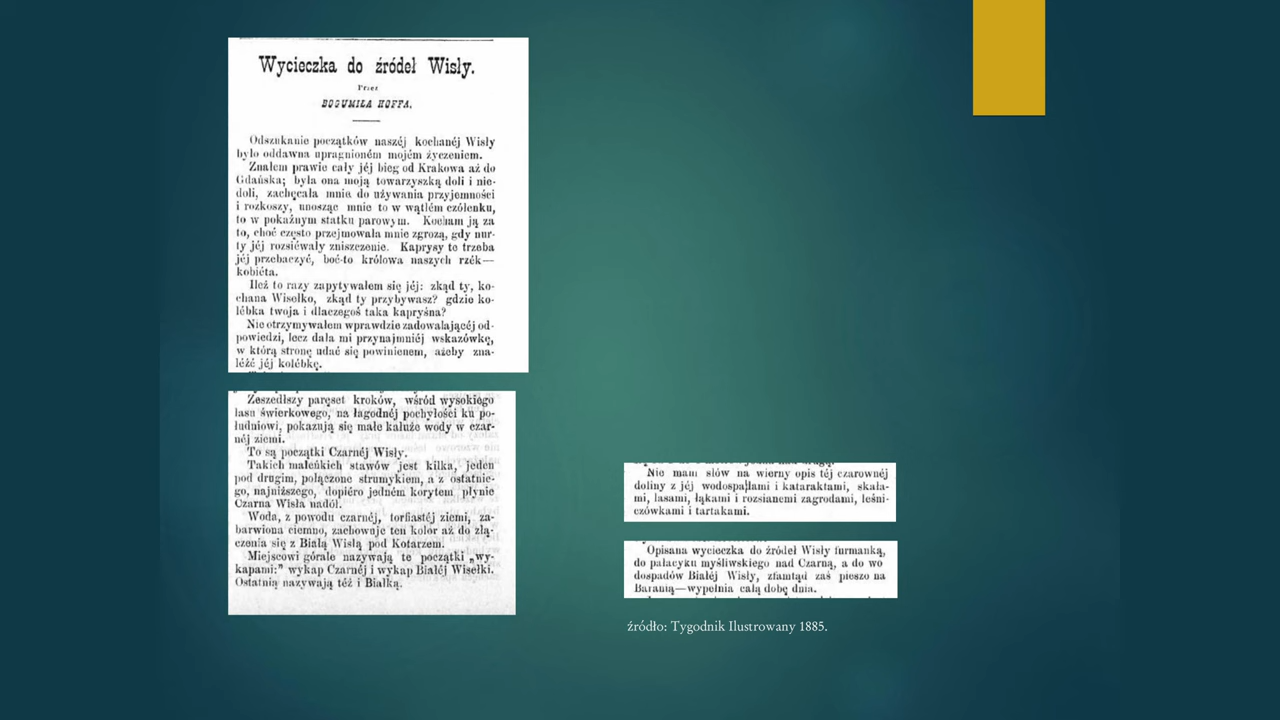 Wycieczka do źródeł Wisły.
Przez
BOGUMIŁA HOFFA.
Odszukanie początków naszéj kochanéj Wisły
było oddawna upragnioném mojém życzeniem.
Znałem prawie cały jéj bieg od Krakowa aż do
Gdańska; była ona moją towarzyszką doli i nie-
doli, zachęcała mnie do używania przyjemności
i rozkoszy, unosząc mnie to w wątłém czółenku,
to w pokaźnym statku parowym. Kocham ją za
to, choć często przejmowała mnie zgrozą, gdy nur-
ty jéj rozsiéwały zniszczenie. Kaprysy te trzeba
jéj przebaczyć, boć-to królowa naszych rzék—
kobiéta.
Ileż to razy zapytywałem się jéj: zkąd ty, ko-
chana Wisełko, zkąd ty przybywasz? gdzie ko-
lébka twoja i dlaczegoś taka kapryśna?
Nie otrzymywałem wprawdzie zadowalającéj od-
powiedzi, lecz dała mi przynajmniéj wskazówkę,
w którą stronę udać się powinienem, ażeby zna-
léźć jéj kolébkę.
Zeszedłszy paręset kroków, wśród wysokiego
lasu świerkowego, na łagodnéj pochyłości ku po-
łudniowi, pokazują się małe kałuże wody w czar-
néj ziemi.
To są początki Czarnéj Wisły.
Takich maleńkich stawów jest kilka, jeden
pod drugim, połączone strumykiem, a z ostatnie-
go, najniższego, dopiéro jedném korytem płynie
Czarna Wisła nadól.
Woda, z powodu czarnéj, torfiastéj ziemi, za-
barwiona ciemno, zachowuje ten kolor aż do złą-
czenia się z Białą Wisłą pod Kotarzem.
Miejscowi górale nazywają te początki „wy-
kapami:" wykap Czarnéj i wykap Białéj Wisełki.
Ostatnią nazywają téż i Białką.
Nie mam słów na wierny opis téj czarownéj
doliny z jéj wodospadami i kataraktami, skała-
mi, lasami, łąkami i rozsianemi zagrodami, leśni-
czówkami i tartakami.
Opisana wycieczka do źródeł Wisły furmanką,
do pałacyku myśliwskiego nad Czarną, a do wo
dospadów Białéj Wisły, ztamtąd zaś pieszo na
Baranią—wypełnia całą dobę dnia.
źródło: Tygodnik Ilustrowany 1885.